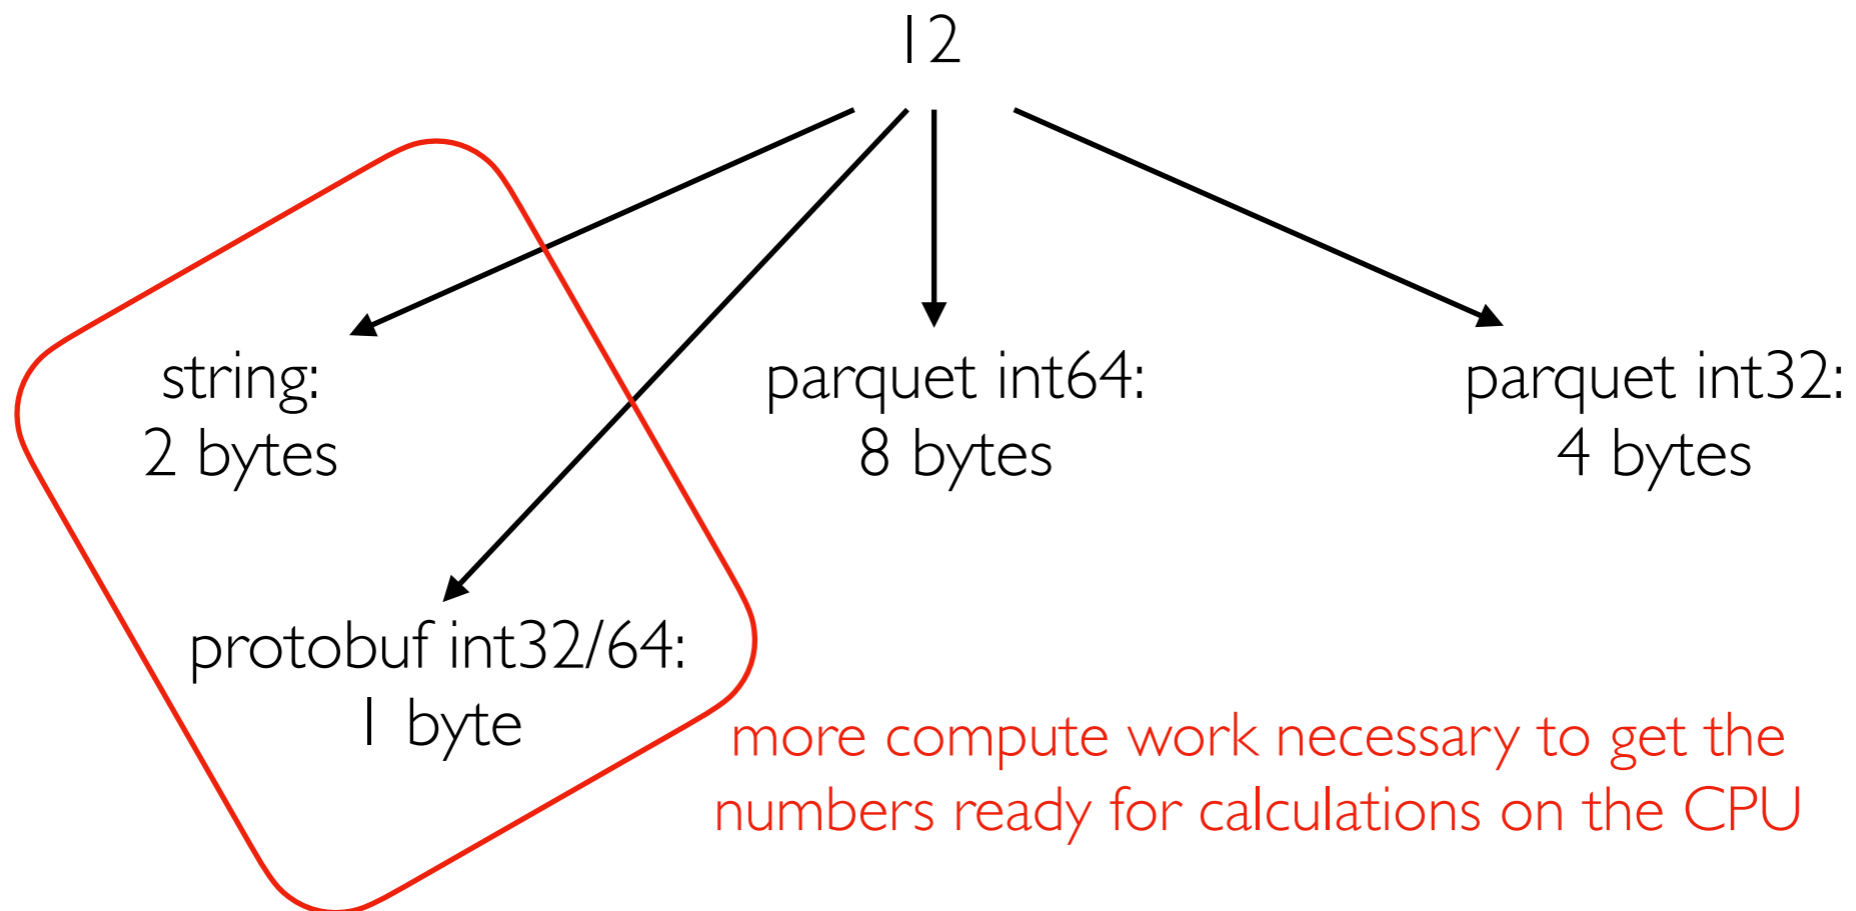 12
string:
2 bytes
parquet int64:
8 bytes
parquet int32:
4 bytes
protobuf int32/64:
1 byte
more compute work necessary to get the
numbers ready for calculations on the CPU